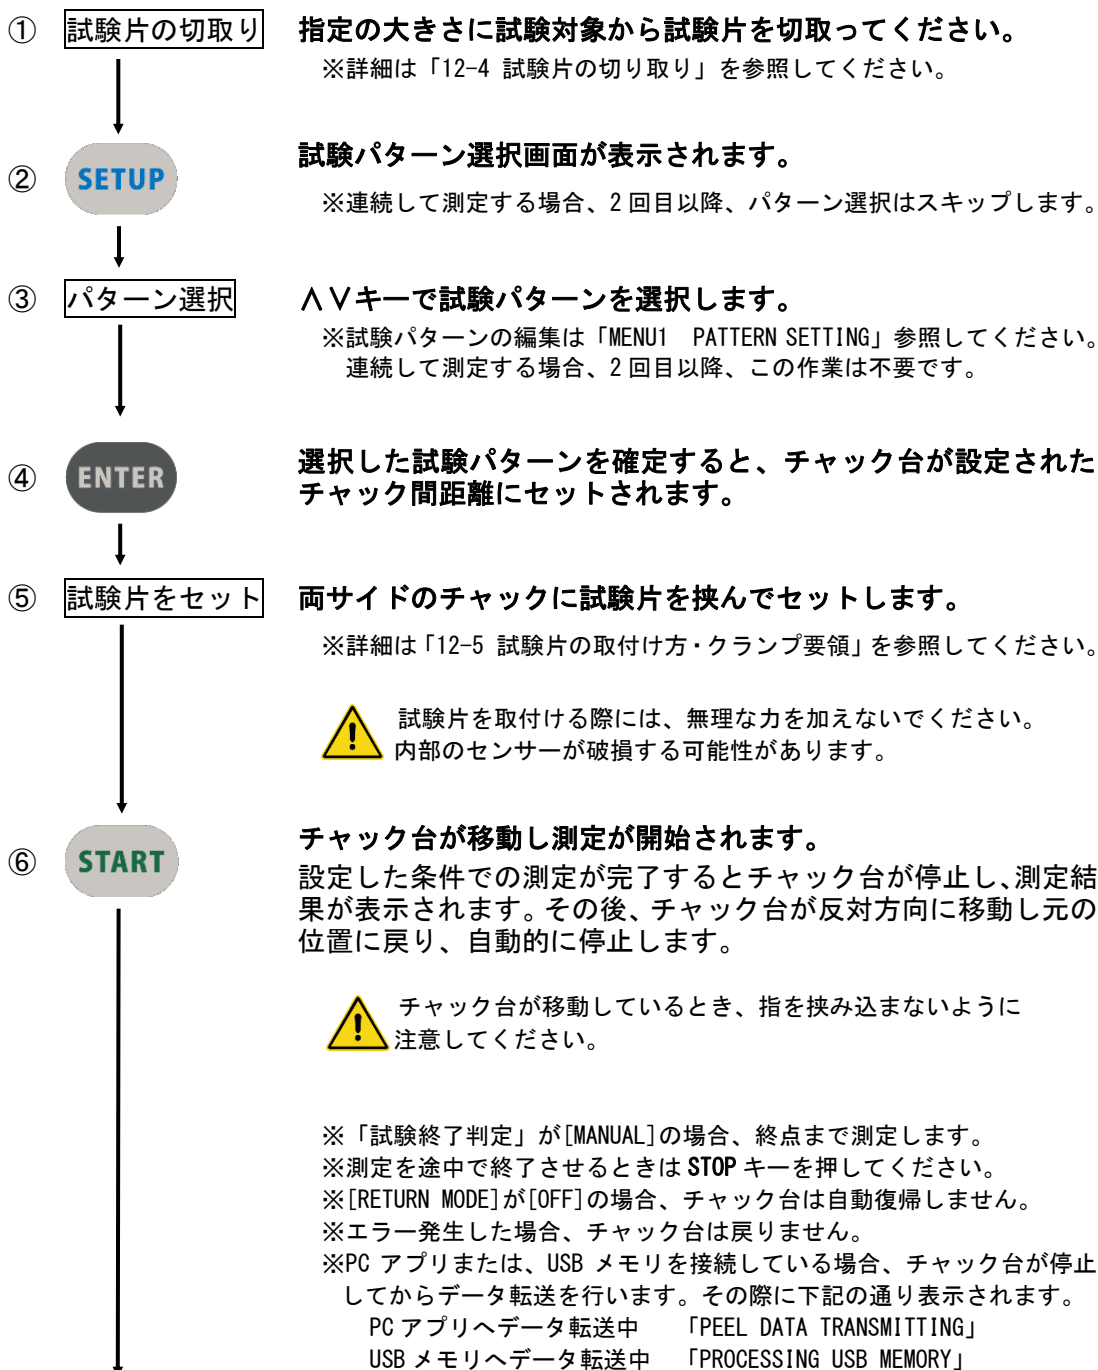 ① 試験片の切取り 指定の大きさに試験対象から試験片を切取ってください。
※詳細は「12-4 試験片の切り取り」を参照してください。
② SETUP 試験パターン選択画面が表示されます。
※連続して測定する場合、2回目以降、パターン選択はスキップします。
③ パターン選択 ∧∨キーで試験パターンを選択します。
※試験パターンの編集は「MENU1 PATTERN SETTING」参照してください。
連続して測定する場合、2回目以降、この作業は不要です。
④ ENTER 選択した試験パターンを確定すると、チャック台が設定された
チャック間距離にセットされます。
⑤ 試験片をセット 両サイドのチャックに試験片を挟んでセットします。
※詳細は「12-5 試験片の取付け方・クランプ要領」を参照してください。
試験片を取付ける際には、無理な力を加えないでください。
内部のセンサーが破損する可能性があります。
⑥ START チャック台が移動し測定が開始されます。
設定した条件での測定が完了するとチャック台が停止し、測定結
果が表示されます。その後、チャック台が反対方向に移動し元の
位置に戻り、自動的に停止します。
チャック台が移動しているとき、指を挟み込まないように
注意してください。
※「試験終了判定」が[MANUAL]の場合、終点まで測定します。
※測定を途中で終了させるときは STOP キーを押してください。
※[RETURN MODE]が[OFF]の場合、チャック台は自動復帰しません。
※エラー発生した場合、チャック台は戻りません。
※PC アプリまたは、USB メモリを接続している場合、チャック台が停止
してからデータ転送を行います。その際に下記の通り表示されます。
PC アプリへデータ転送中 「PEEL DATA TRANSMITTING」
USB メモリへデータ転送中 「PROCESSING USB MEMORY」